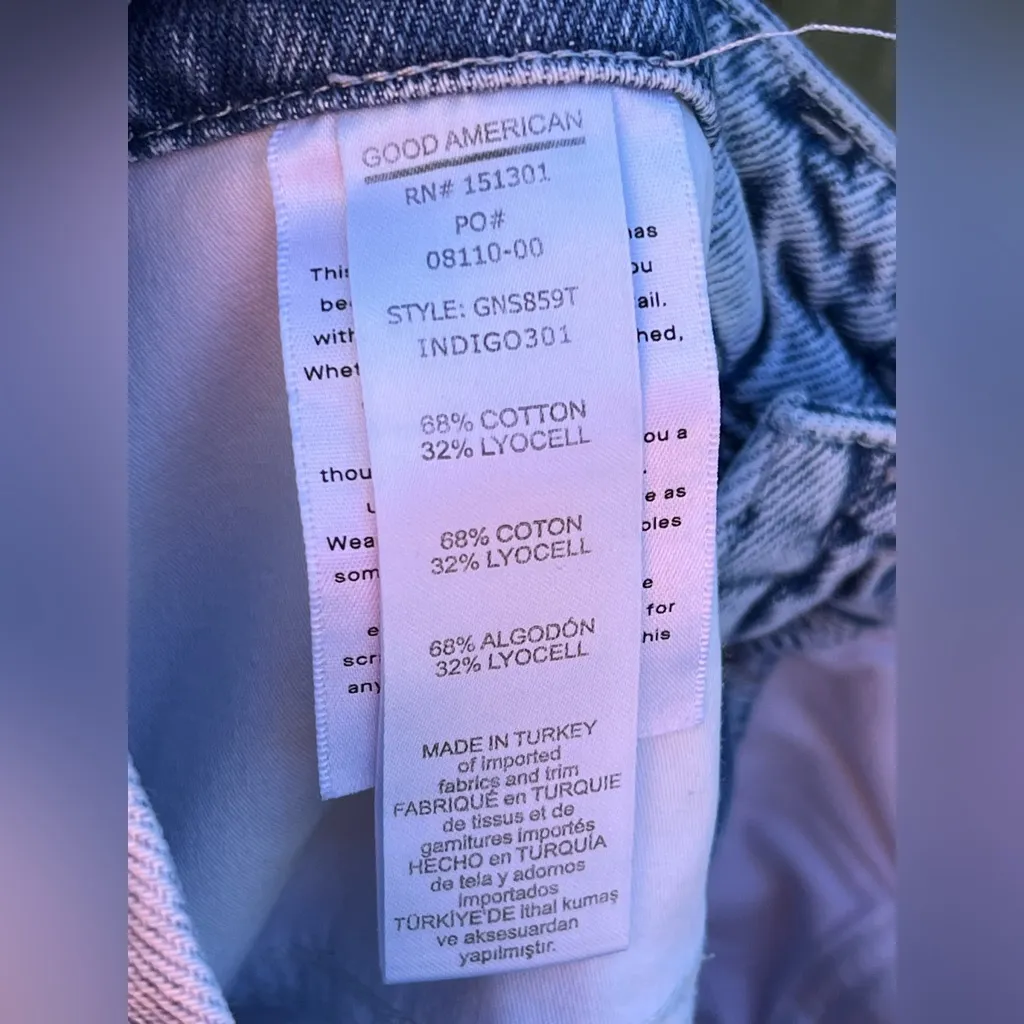 GOOD AMERICAN
RN# 151301
PO#
08110-00
STYLE: GNS859T
INDIGO301
68% COTTON
32% LYOCELL
68% COTON
32% LYOCELL
68% ALGODÓN
32% LYOCELL
MADE IN TURKEY
of imported
fabrics and trim
FABRIQUÉ en TURQUIE
de tissus et de
garnitures importés
HECHO en TURQUÍA
de tela y adornos
importados
TÜRKİYE'DE ithal kumaş
ve aksesuardan
yapılmıştır.